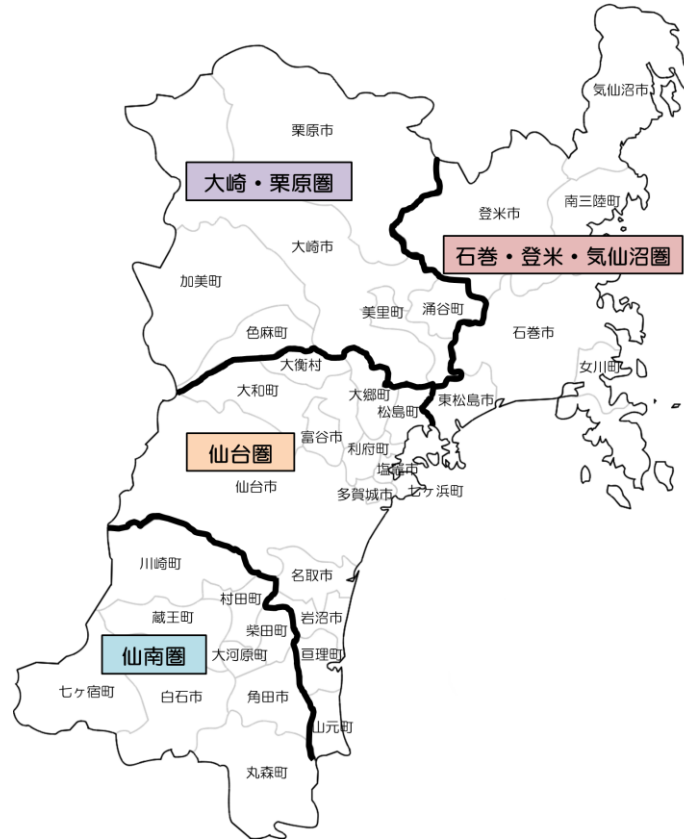 気仙沼市
栗原市
大崎・栗原圏
南三陸町
登米市
大崎市
石巻・登米・気仙沼圏
加美町
美里町
涌谷町
色麻町
石巻市
大衡村
女川町
大和町
大郷町
東松島市
松島町
富谷市
利府町
仙台圏
塩竈市
仙台市
多賀城市
七ヶ浜町
川崎町
名取市
村田町
蔵王町
岩沼市
柴田町
仙南圏
大河原町
亘理町
七ヶ宿町
白石市
角田市
山元町
丸森町